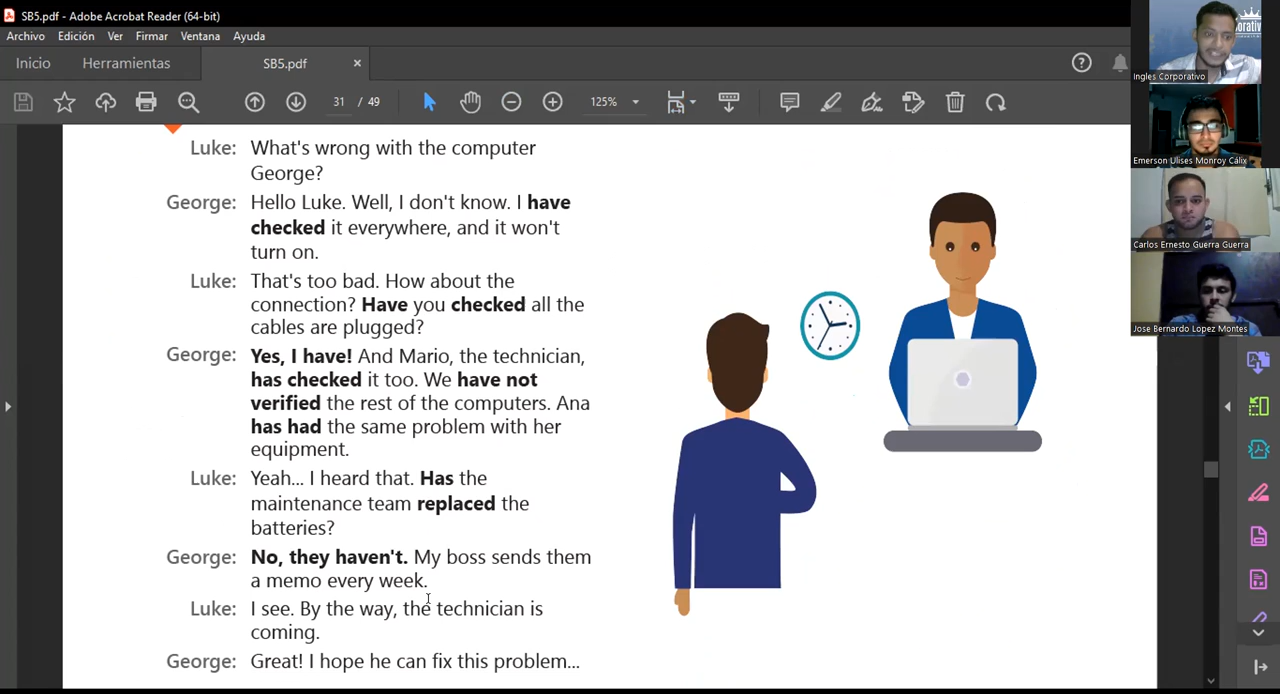 SB5.pdf - Adobe Acrobat Reader (64-bit)
Archivo Edición Ver Firmar Ventana Ayuda
Inicio Herramientas SB5.pdf ×
31 / 49 125%
Luke: What's wrong with the computer
George?
George: Hello Luke. Well, I don't know. I have
checked it everywhere, and it won't
turn on.
Luke: That's too bad. How about the
connection? Have you checked all the
cables are plugged?
George: Yes, I have! And Mario, the technician,
has checked it too. We have not
verified the rest of the computers. Ana
has had the same problem with her
equipment.
Luke: Yeah... I heard that. Has the
maintenance team replaced the
batteries?
George: No, they haven't. My boss sends them
a memo every week.
Luke: I see. By the way, the technician is
coming.
George: Great! I hope he can fix this problem...
Ingles Corporativo
Emerson Ulises Monroy Cálix
Carlos Ernesto Guerra Guerra
Jose Bernardo Lopez Montes